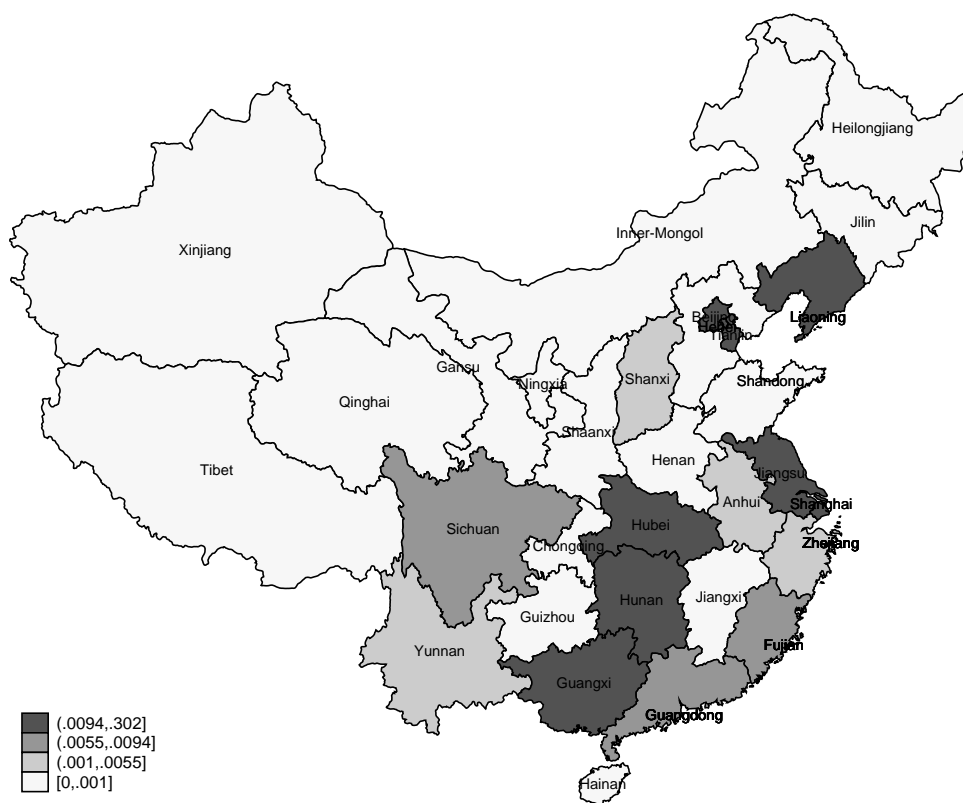 Heilongjiang
Jilin
Inner-Mongol
Xinjiang
Liaoning
Beijing
Hebei
Tianjin
Gansu
Ningxia
Shanxi
Shandong
Qinghai
Shaanxi
Henan
Tibet
Jiangsu
Anhui
Shanghai
Sichuan
Hubei
Chongqing
Zhejiang
Hunan
Jiangxi
Guizhou
Fujian
Yunnan
Guangxi
Guangdong
(.0094,.302]
(.0055,.0094]
(.001,.0055]
[0,.001]
Hainan